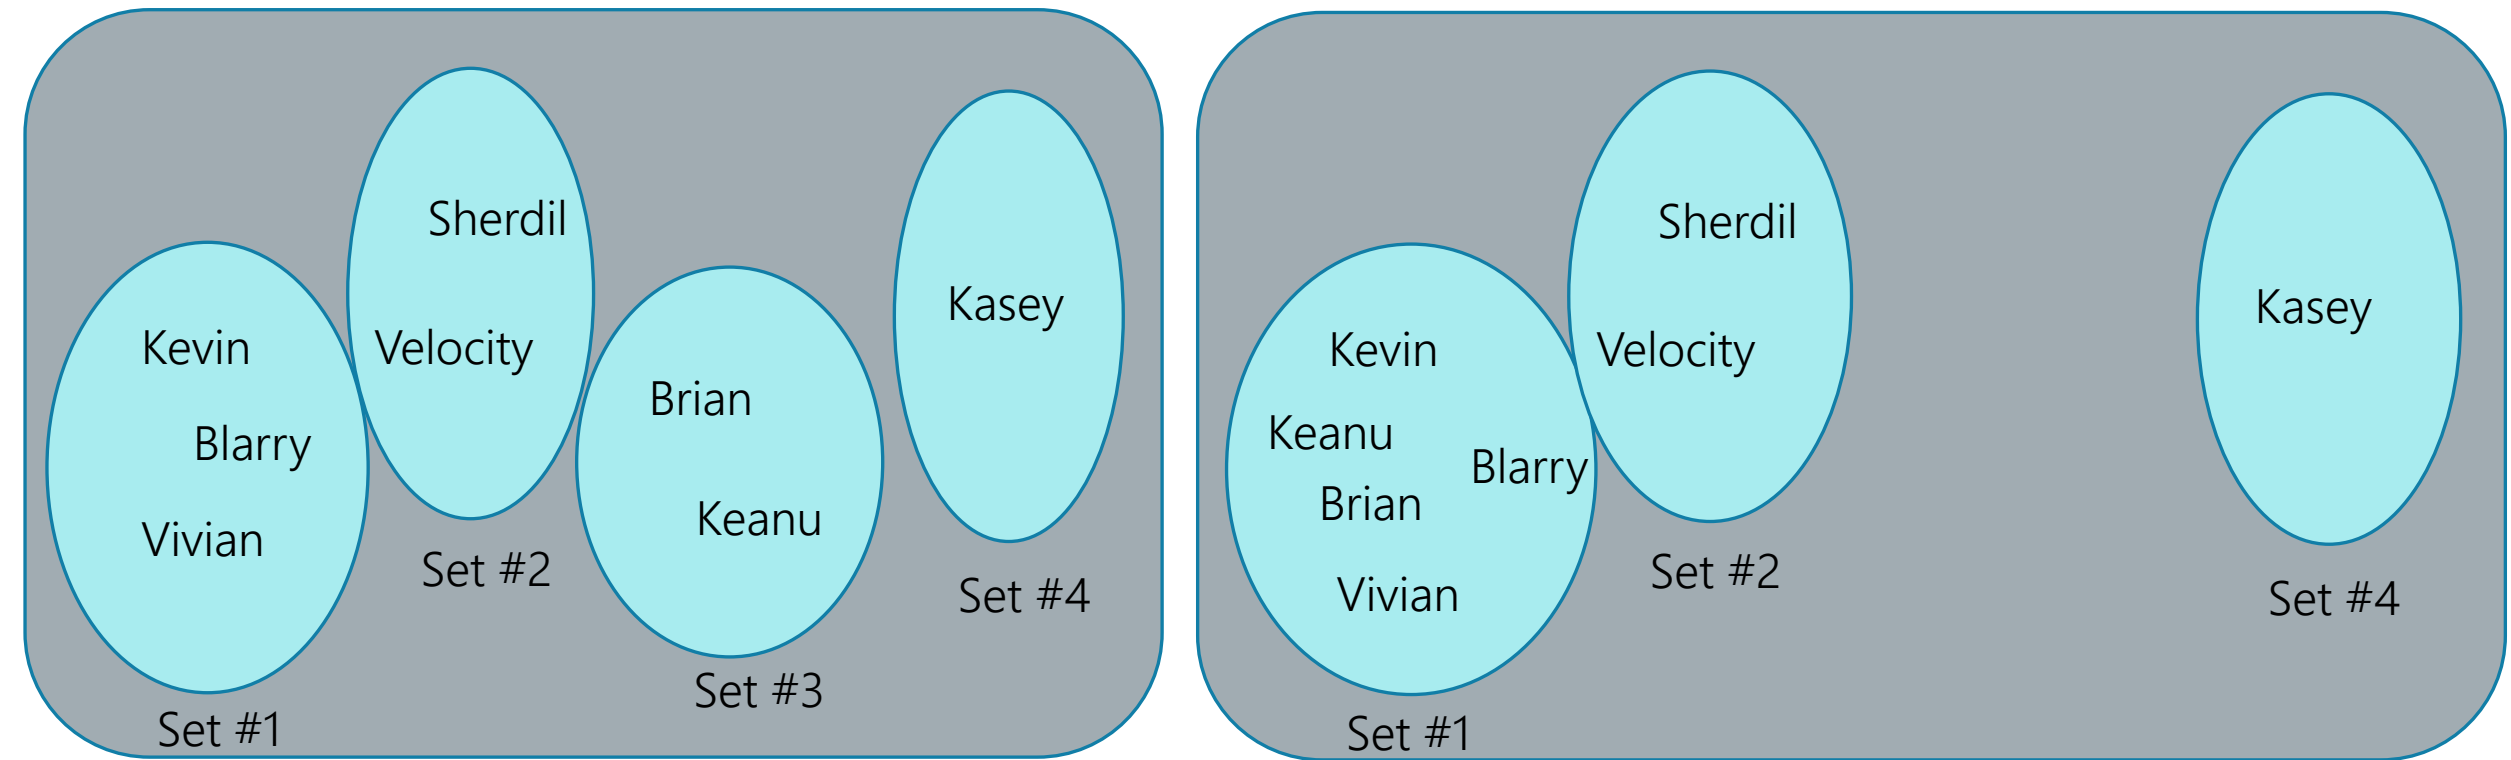 Kevin
Blarry
Vivian
Set #1
Sherdil
Velocity
Set #2
Brian
Keanu
Set #3
Kasey
Set #4
Kevin
Keanu
Blarry
Brian
Vivian
Set #1
Sherdil
Velocity
Set #2
Kasey
Set #4